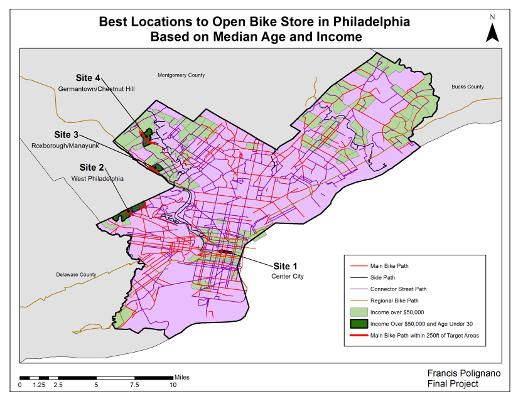 Best Locations to Open Bike Store in Philadelphia
Based on Median Age and Income
N
Site 4
Germantown/Chestnut Hill
Montgomery County
Bucks County
Site 3
Roxborough/Manayunk
Site 2
West Philadelphia
Site 1
Center City
Delaware County
Main Bike Path
Side Path
Connector Street Path
Regional Bike Path
Income over $50,000
Income Over $50,000 and Age Under 30
Main Bike Path within 250ft of Target Areas
Miles
0 1.25 2.5 5 7.5 10
Francis Polignano
Final Project